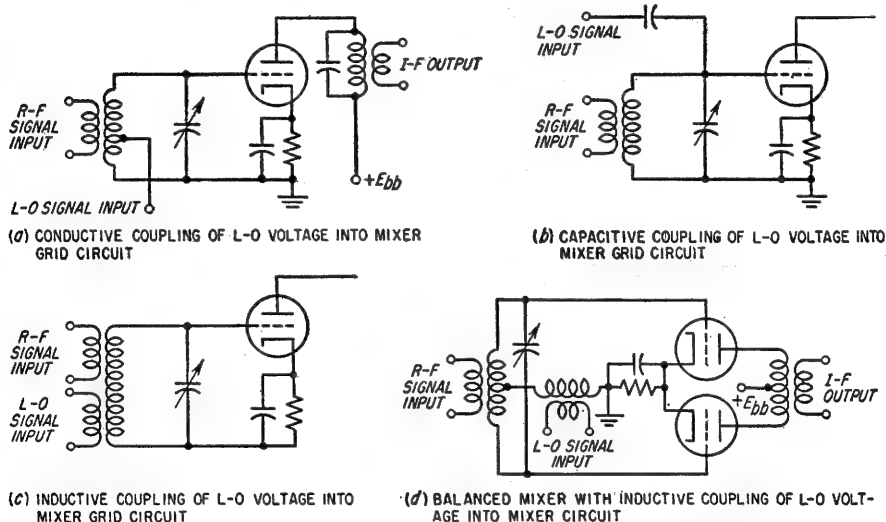 R-F
SIGNAL
INPUT
L-O SIGNAL INPUT
I-F OUTPUT
+Ebb
(a) CONDUCTIVE COUPLING OF L-O VOLTAGE INTO MIXER
GRID CIRCUIT
L-O SIGNAL
INPUT
R-F
SIGNAL
INPUT
(b) CAPACITIVE COUPLING OF L-O VOLTAGE INTO
MIXER GRID CIRCUIT
R-F
SIGNAL
INPUT
L-O
SIGNAL
INPUT
(c) INDUCTIVE COUPLING OF L-O VOLTAGE INTO
MIXER GRID CIRCUIT
R-F
SIGNAL
INPUT
L-O SIGNAL
INPUT
+Ebb
I-F
OUTPUT
(d) BALANCED MIXER WITH INDUCTIVE COUPLING OF L-O VOLT-
AGE INTO MIXER CIRCUIT